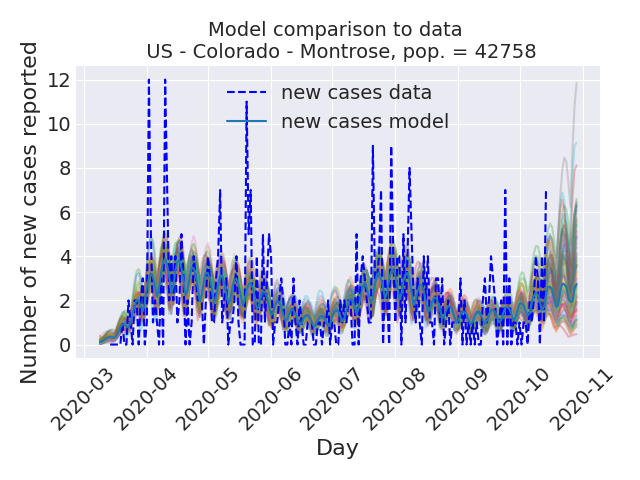 Model comparison to data
US - Colorado - Montrose, pop. = 42758
Number of new cases reported
12
10
8
6
4
2
0
new cases data
new cases model
2020-03
2020-04
2020-05
2020-06
2020-07
2020-08
2020-09
2020-10
2020-11
Day